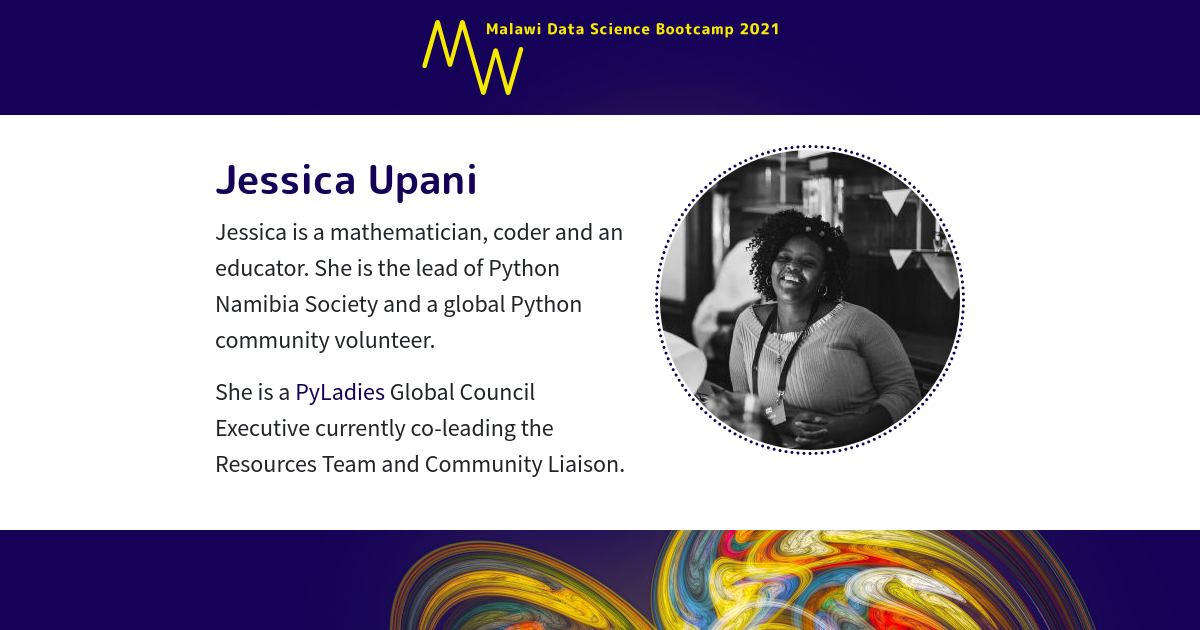 Malawi Data Science Bootcamp 2021
MW
Jessica Upani
Jessica is a mathematician, coder and an
educator. She is the lead of Python
Namibia Society and a global Python
community volunteer.
She is a PyLadies Global Council
Executive currently co-leading the
Resources Team and Community Liaison.